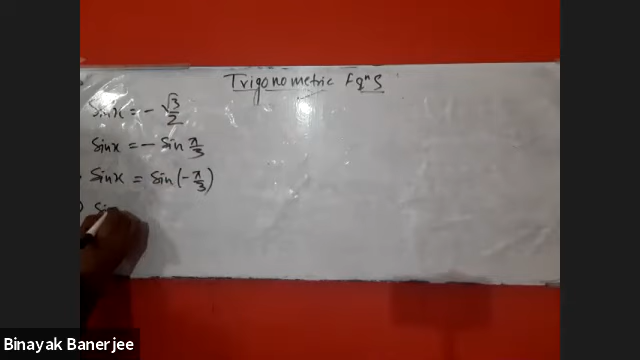 Trigonometric Eqⁿs
Sinx = - √3/2
Sinx = - Sin π/3
Sinx = Sin(-π/3)
Binayak Banerjee